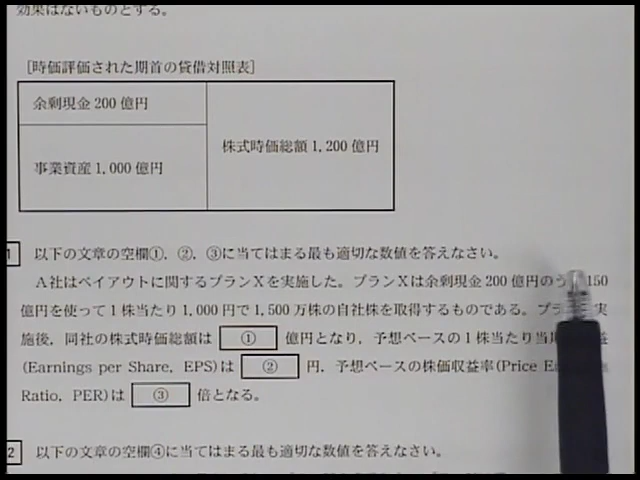 効果はないものとする。
[時価評価された期首の貸借対照表]
余剰現金 200 億円
株式時価総額 1,200 億円
事業資産 1,000 億円
1 以下の文章の空欄①、②、③に当てはまる最も適切な数値を答えなさい。
A社はペイアウトに関するプランXを実施した。プランXは余剰現金 200 億円のう 150
億円を使って1株当たり 1,000 円で 1,500 万株の自社株を取得するものである。プラ 実
施後、同社の株式時価総額は ① 億円となり、予想ベースの1株当たり当期 益
(Earnings per Share, EPS)は ② 円、予想ベースの株価収益率(Price
Ratio, PER)は ③ 倍となる。
2 以下の文章の空欄④に当てはまる最も適切な数値を答えなさい。